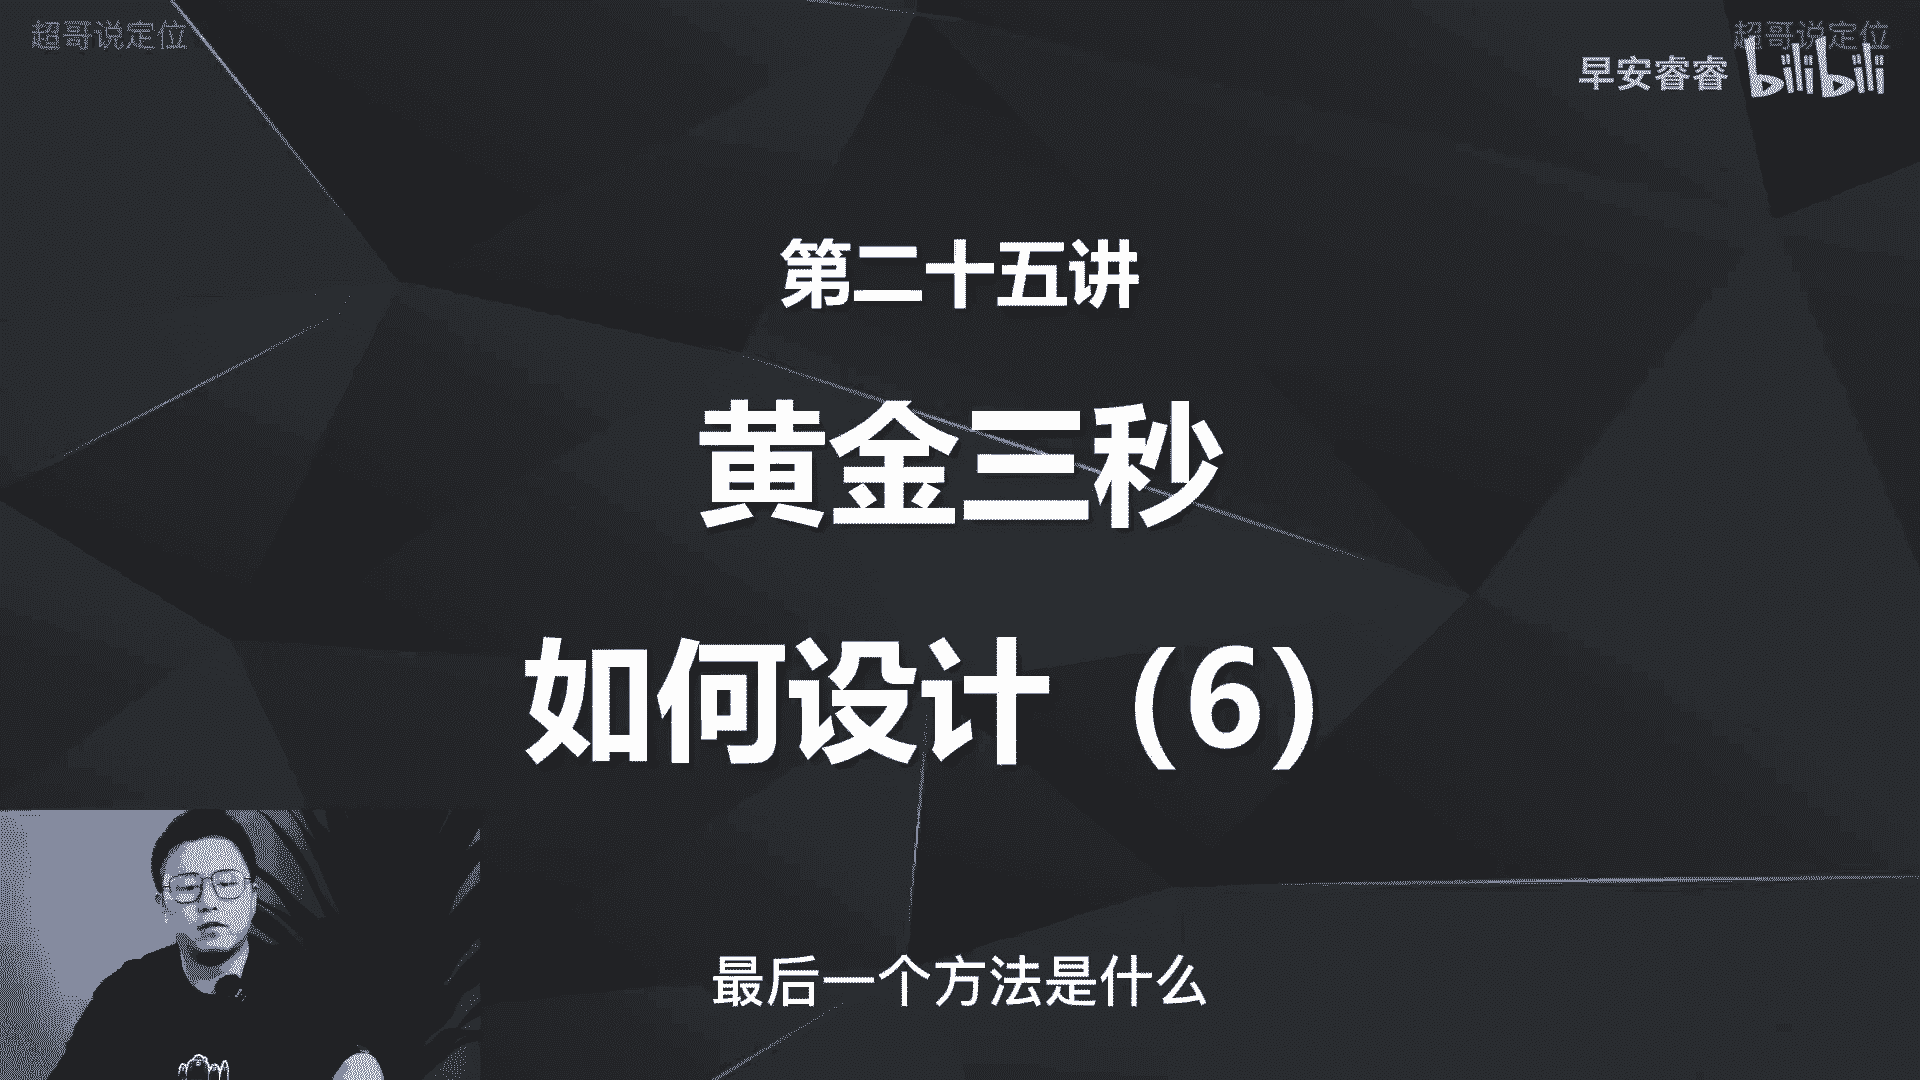 超哥说定位
超哥说定位
早安睿睿 bilibili
第二十五讲
黄金三秒
如何设计（6）
最后一个方法是什么